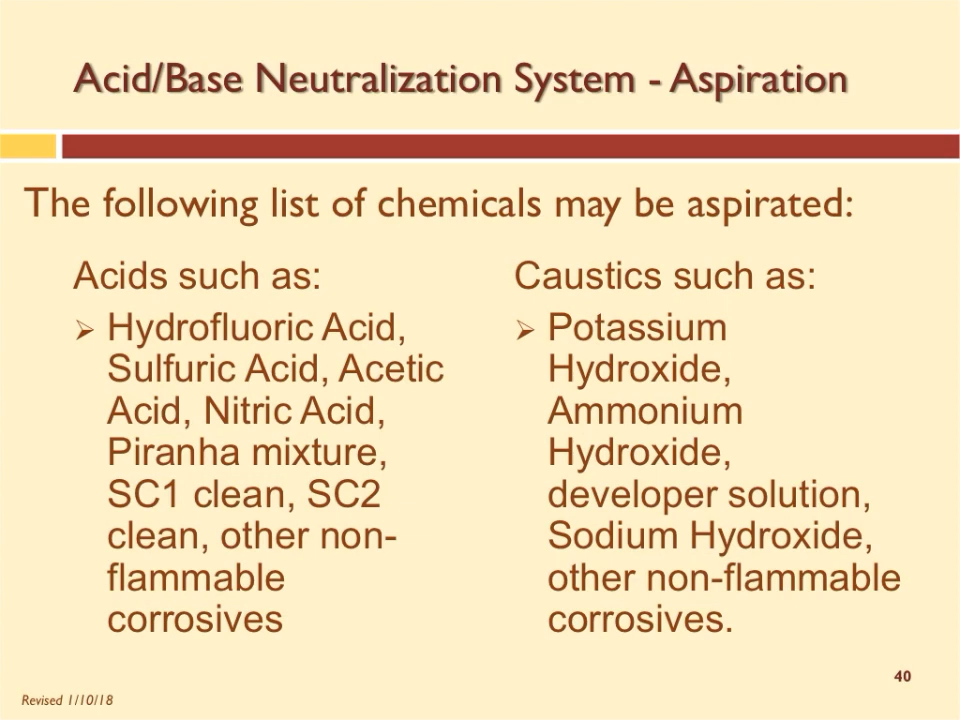 Acid/Base Neutralization System - Aspiration
The following list of chemicals may be aspirated:
Acids such as:
➢ Hydrofluoric Acid,
Sulfuric Acid, Acetic
Acid, Nitric Acid,
Piranha mixture,
SC1 clean, SC2
clean, other non-
flammable
corrosives
Caustics such as:
➢ Potassium
Hydroxide,
Ammonium
Hydroxide,
developer solution,
Sodium Hydroxide,
other non-flammable
corrosives.
40
Revised 1/10/18